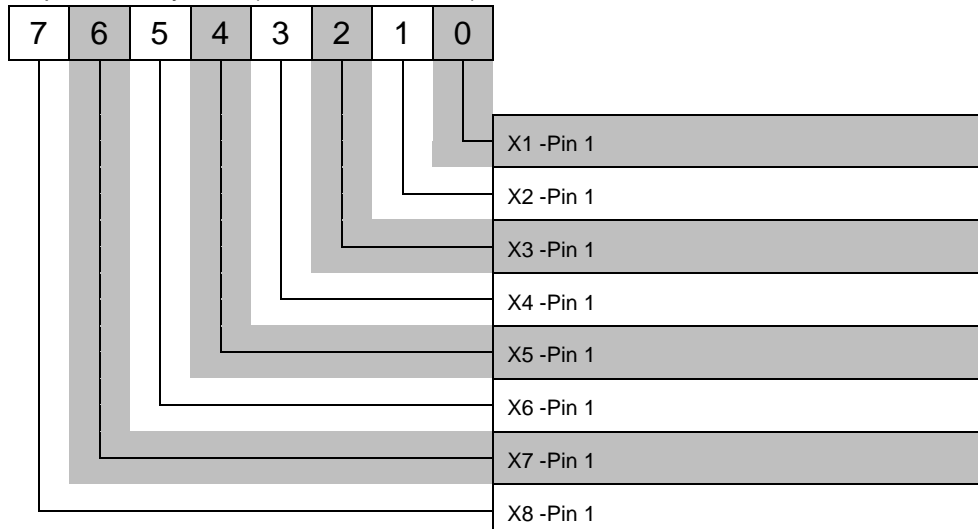 7 6 5 4 3 2 1 0
X1 -Pin 1
X2 -Pin 1
X3 -Pin 1
X4 -Pin 1
X5 -Pin 1
X6 -Pin 1
X7 -Pin 1
X8 -Pin 1